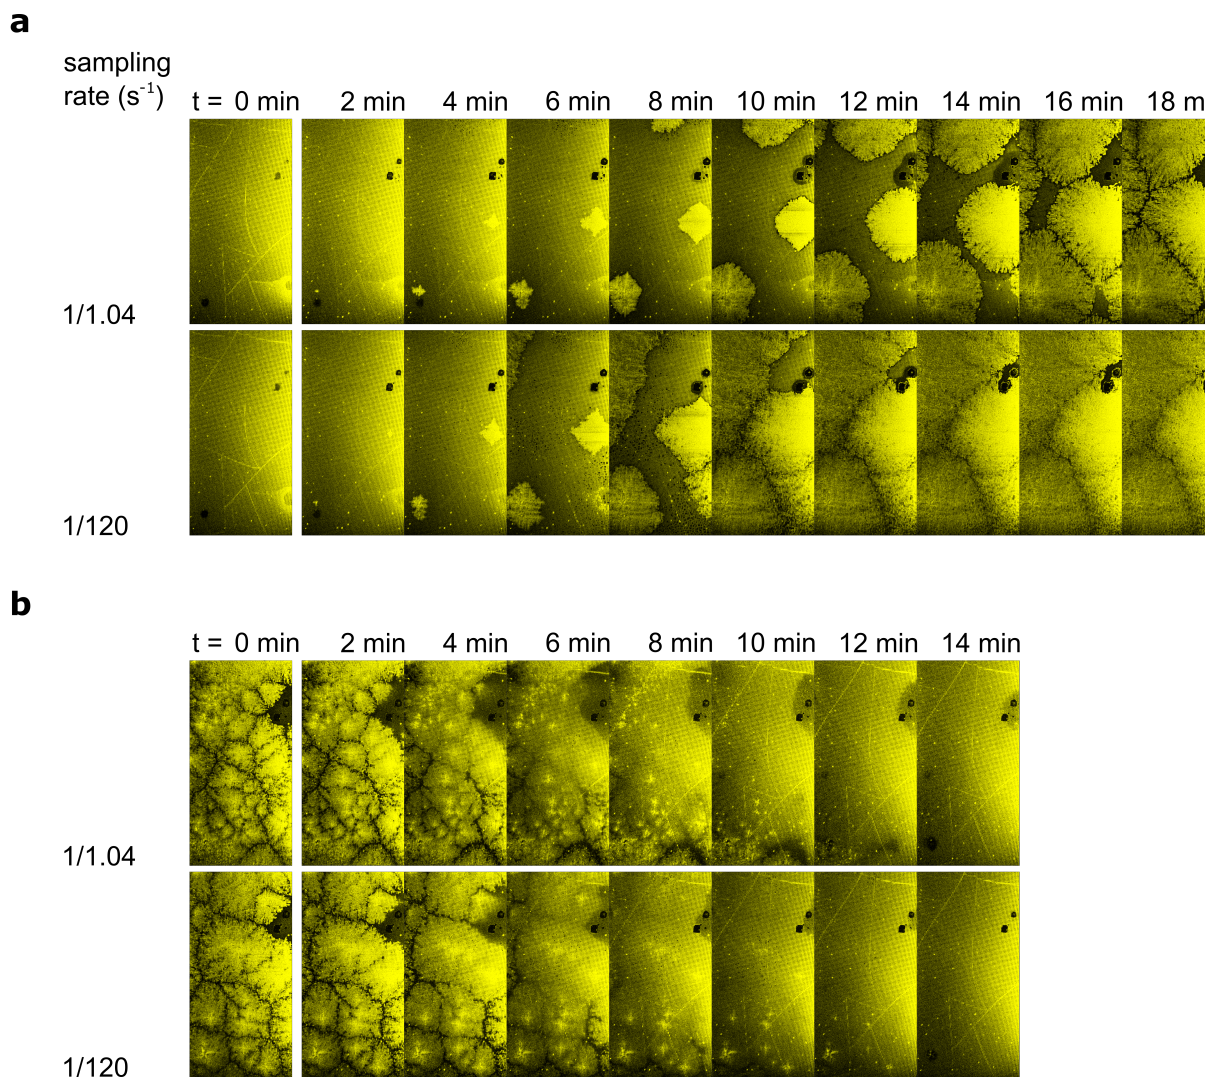 a
sampling
rate (s⁻¹)
t = 0 min 2 min 4 min 6 min 8 min 10 min 12 min 14 min 16 min 18 m
1/1.04
1/120
b
t = 0 min 2 min 4 min 6 min 8 min 10 min 12 min 14 min
1/1.04
1/120